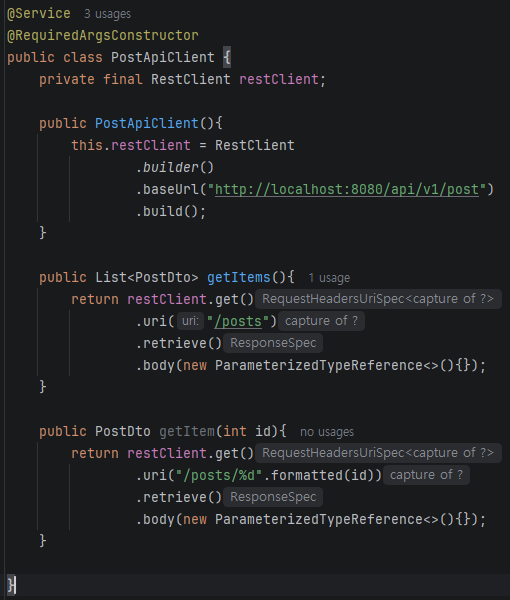 @Service 3 usages
@RequiredArgsConstructor
public class PostApiClient {
    private final RestClient restClient;

    public PostApiClient(){
        this.restClient = RestClient
                .builder()
                .baseUrl("http://localhost:8080/api/v1/post")
                .build();
    }

    public List<PostDto> getItems(){ 1 usage
        return restClient.get() RequestHeadersUriSpec<capture of ?>
                .uri( uri: "/posts") capture of ?
                .retrieve() ResponseSpec
                .body(new ParameterizedTypeReference<>(){});
    }

    public PostDto getItem(int id){ no usages
        return restClient.get() RequestHeadersUriSpec<capture of ?>
                .uri("/posts/%d".formatted(id)) capture of ?
                .retrieve() ResponseSpec
                .body(new ParameterizedTypeReference<>(){});
    }

}